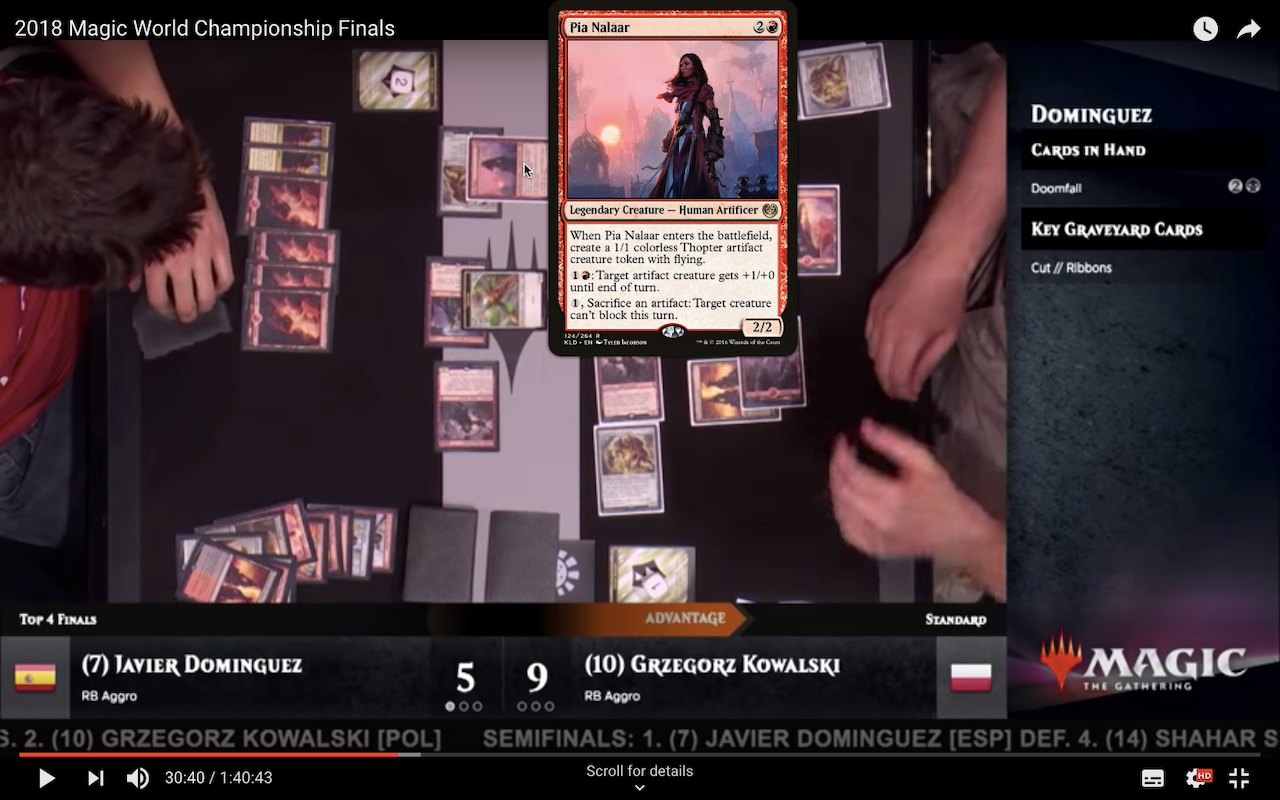 2018 Magic World Championship Finals
Pia Nalaar 2
Legendary Creature — Human Artificer
When Pia Nalaar enters the battlefield,
create a 1/1 colorless Thopter artifact
creature token with flying.
1 : Target artifact creature gets +1/+0
until end of turn.
1, Sacrifice an artifact: Target creature
can't block this turn.
2/2
124/264 R
KLD • EN Tyler Jacobson ™ & © 2016 Wizards of the Coast
2
1
Dominguez
Cards in Hand
Doomfall 2
Key Graveyard Cards
Cut // Ribbons
Top 4 Finals
ADVANTAGE
Standard
(7) Javier Dominguez
RB Aggro
5
9
(10) Grzegorz Kowalski
RB Aggro
MAGIC
THE GATHERING
S. 2. (10) GRZEGORZ KOWALSKI [POL] SEMIFINALS: 1. (7) JAVIER DOMINGUEZ [ESP] DEF. 4. (14) SHAHAR S
30:40 / 1:40:43
Scroll for details
HD